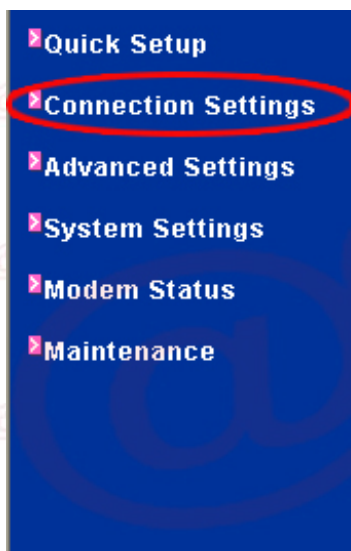 Quick Setup
Connection Settings
Advanced Settings
System Settings
Modem Status
Maintenance